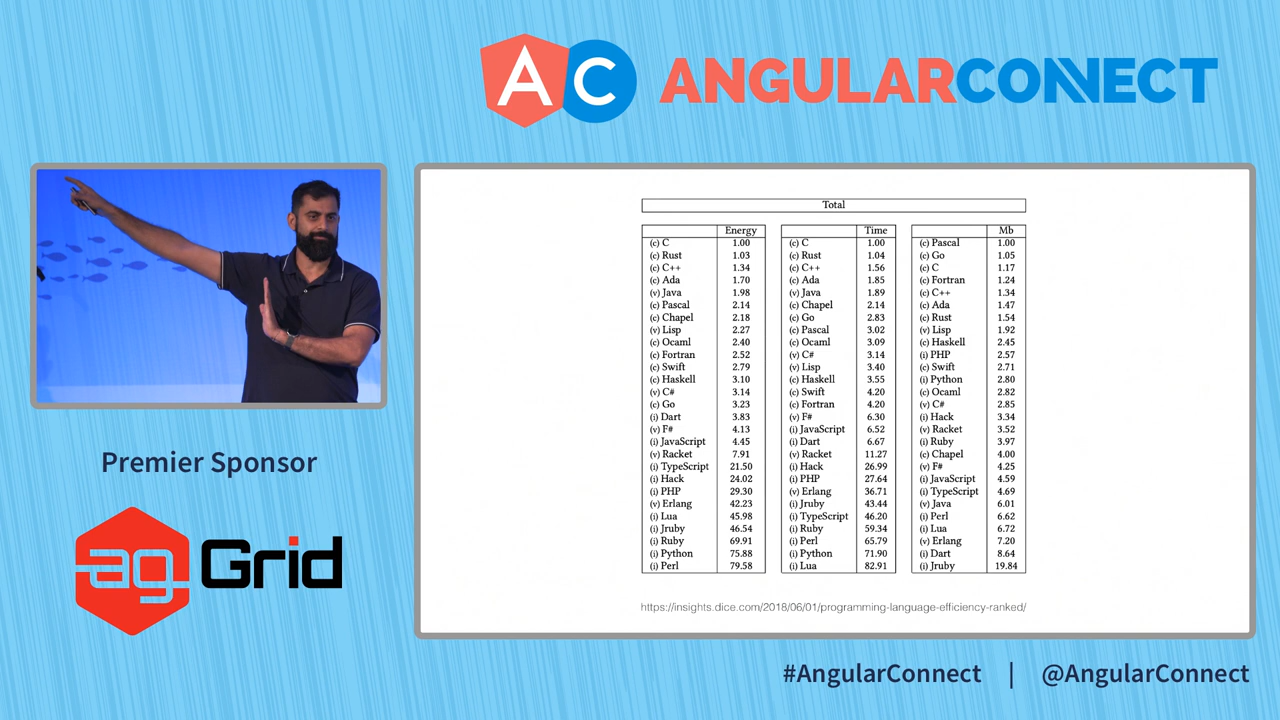 AC ANGULARCONNECT
Total
Energy
(c) C 1.00
(c) Rust 1.03
(c) C++ 1.34
(c) Ada 1.70
(v) Java 1.98
(c) Pascal 2.14
(c) Chapel 2.18
(v) Lisp 2.27
(c) Ocaml 2.40
(c) Fortran 2.52
(c) Swift 2.79
(c) Haskell 3.10
(v) C# 3.14
(c) Go 3.23
(i) Dart 3.83
(v) F# 4.13
(i) JavaScript 4.45
(v) Racket 7.91
(i) TypeScript 21.50
(i) Hack 24.02
(i) PHP 29.30
(v) Erlang 42.23
(i) Lua 45.98
(i) Jruby 46.54
(i) Ruby 69.91
(i) Python 75.88
(i) Perl 79.58
Time
(c) C 1.00
(c) Rust 1.04
(c) C++ 1.56
(c) Ada 1.85
(v) Java 1.89
(c) Chapel 2.14
(c) Go 2.83
(c) Pascal 3.02
(c) Ocaml 3.09
(v) C# 3.14
(v) Lisp 3.40
(c) Haskell 3.55
(c) Swift 4.20
(c) Fortran 4.20
(v) F# 6.30
(i) JavaScript 6.52
(i) Dart 6.67
(v) Racket 11.27
(i) Hack 26.99
(i) PHP 27.64
(v) Erlang 36.71
(i) Jruby 43.44
(i) TypeScript 46.20
(i) Ruby 59.34
(i) Perl 65.79
(i) Python 71.90
(i) Lua 82.91
Mb
(c) Pascal 1.00
(c) Go 1.05
(c) C 1.17
(c) Fortran 1.24
(c) C++ 1.34
(c) Ada 1.47
(c) Rust 1.54
(v) Lisp 1.92
(c) Haskell 2.45
(i) PHP 2.57
(c) Swift 2.71
(i) Python 2.80
(c) Ocaml 2.82
(v) C# 2.85
(i) Hack 3.34
(v) Racket 3.52
(i) Ruby 3.97
(c) Chapel 4.00
(v) F# 4.25
(i) JavaScript 4.59
(i) TypeScript 4.69
(v) Java 6.01
(i) Perl 6.62
(i) Lua 6.72
(v) Erlang 7.20
(i) Dart 8.64
(i) Jruby 19.84
https://insights.dice.com/2018/06/01/programming-language-efficiency-ranked/
Premier Sponsor
ag Grid
#AngularConnect | @AngularConnect